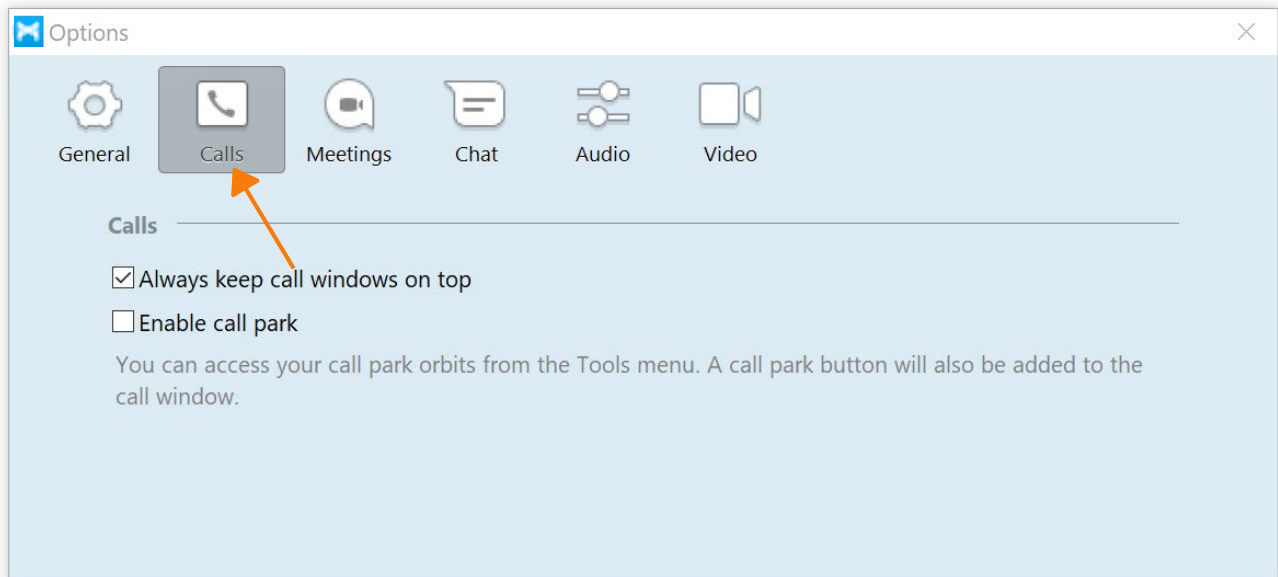 Options
General Calls Meetings Chat Audio Video
Calls
Always keep call windows on top
Enable call park
You can access your call park orbits from the Tools menu. A call park button will also be added to the
call window.